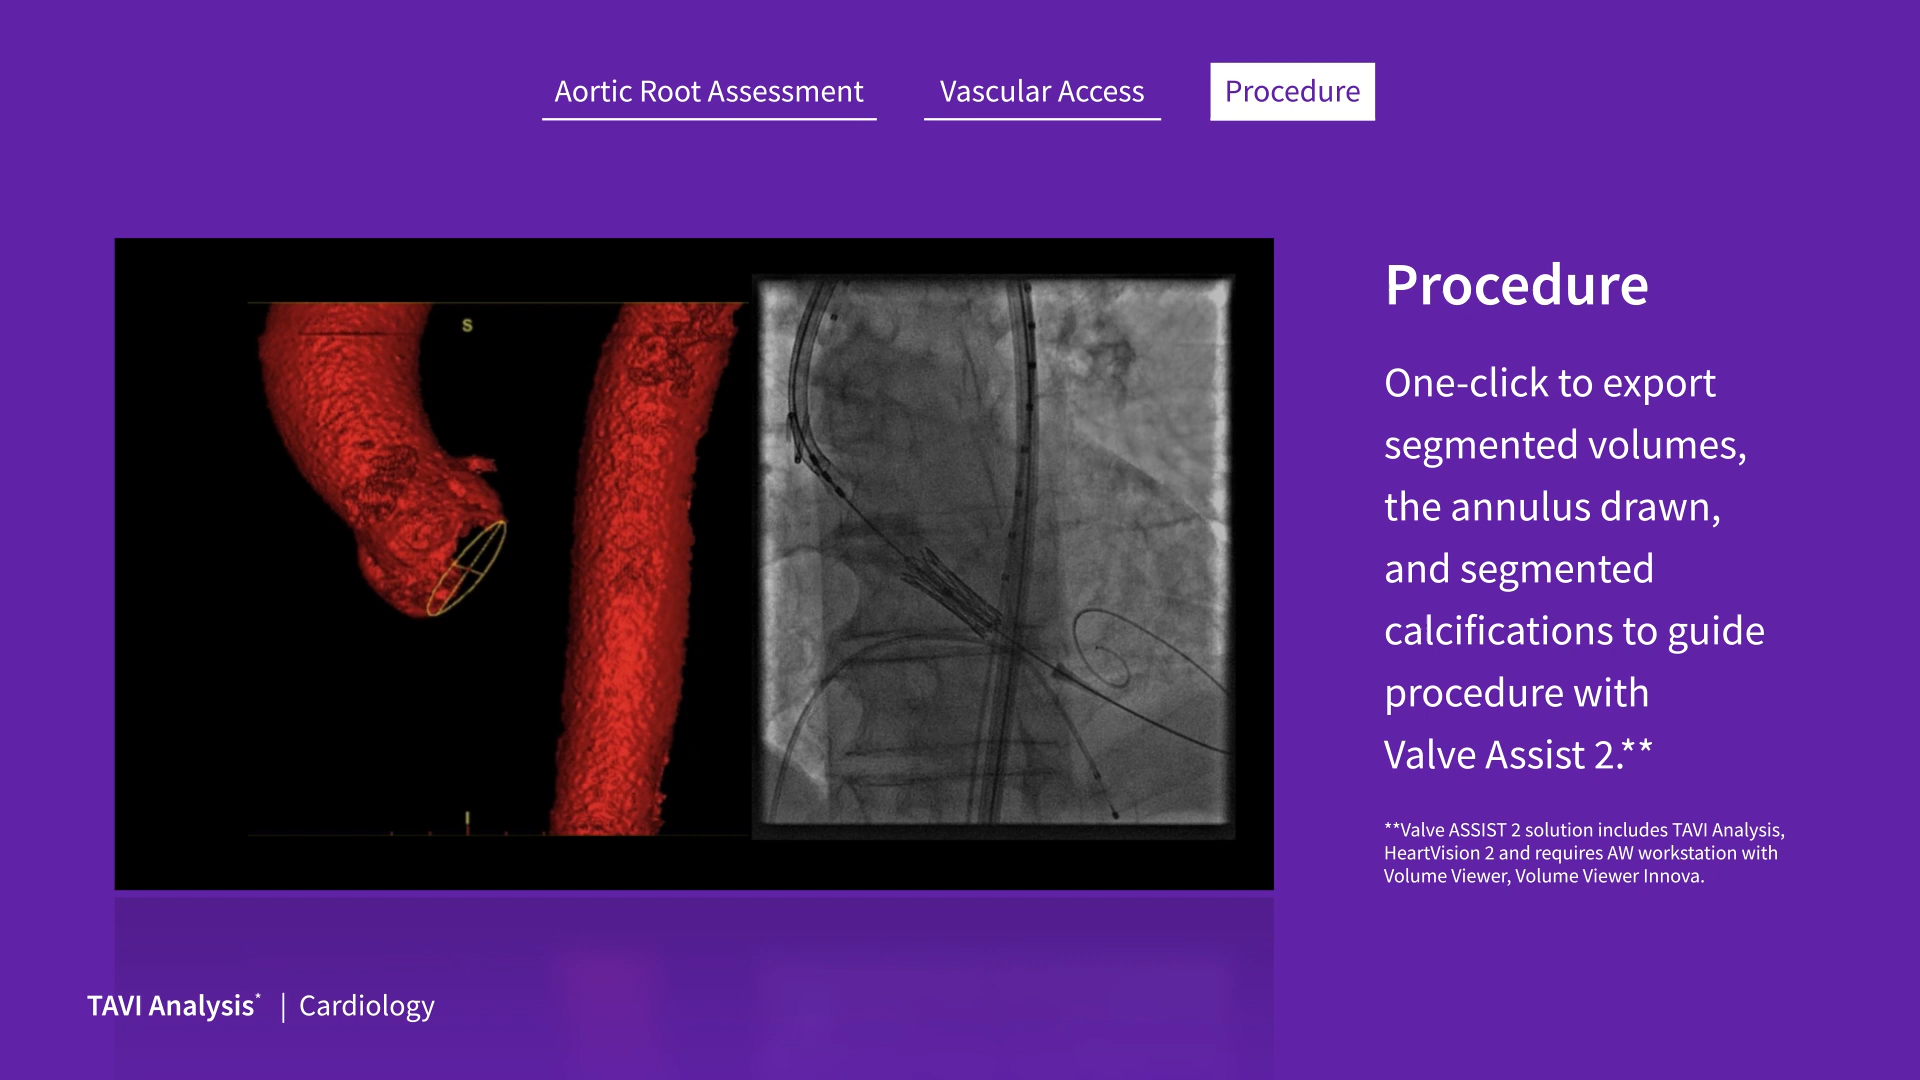 Aortic Root Assessment
Vascular Access
Procedure
S
I
Procedure
One-click to export
segmented volumes,
the annulus drawn,
and segmented
calcifications to guide
procedure with
Valve Assist 2.**
**Valve ASSIST 2 solution includes TAVI Analysis,
HeartVision 2 and requires AW workstation with
Volume Viewer, Volume Viewer Innova.
TAVI Analysis* | Cardiology